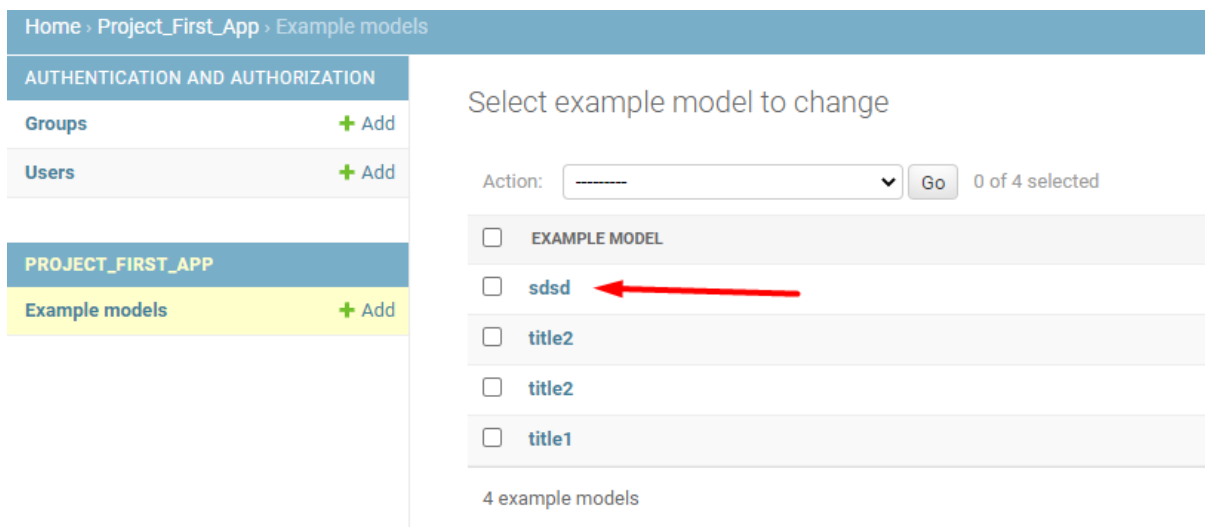 Home › Project_First_App › Example models
AUTHENTICATION AND AUTHORIZATION
Groups + Add
Users + Add
PROJECT_FIRST_APP
Example models + Add
Select example model to change
Action: --------- Go 0 of 4 selected
EXAMPLE MODEL
sdsd
title2
title2
title1
4 example models